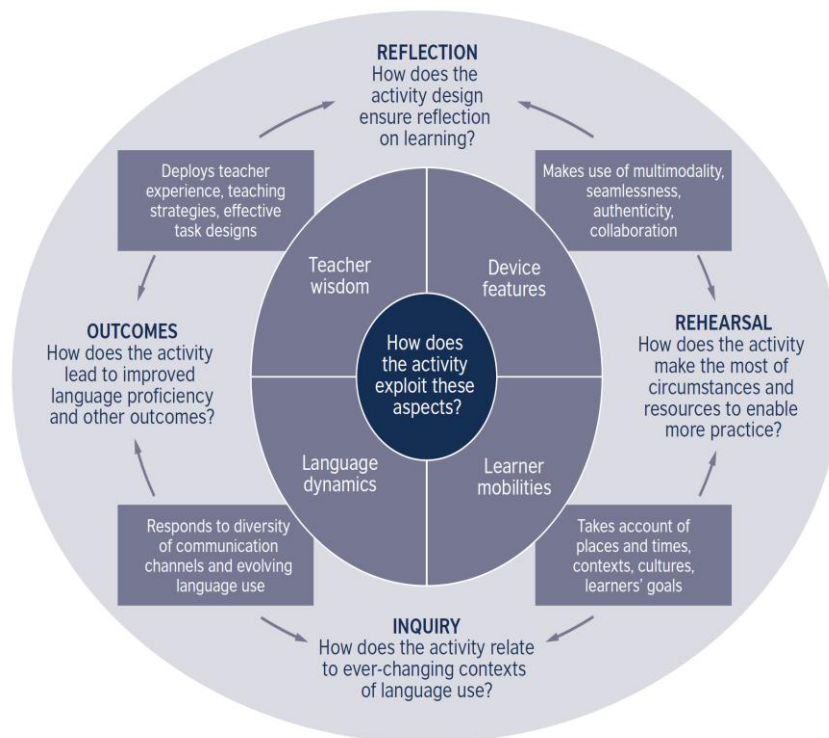 REFLECTION
How does the
activity design
ensure reflection
on learning?
Deploys teacher
experience, teaching
strategies, effective
task designs
Makes use of multimodality,
seamlessness,
authenticity,
collaboration
Teacher
wisdom
Device
features
OUTCOMES
How does the activity
lead to improved
language proficiency
and other outcomes?
How does
the activity
exploit these
aspects?
REHEARSAL
How does the activity
make the most of
circumstances and
resources to enable
more practice?
Language
dynamics
Learner
mobilities
Responds to diversity
of communication
channels and evolving
language use
Takes account of
places and times,
contexts, cultures,
learners’ goals
INQUIRY
How does the activity relate
to ever-changing contexts
of language use?